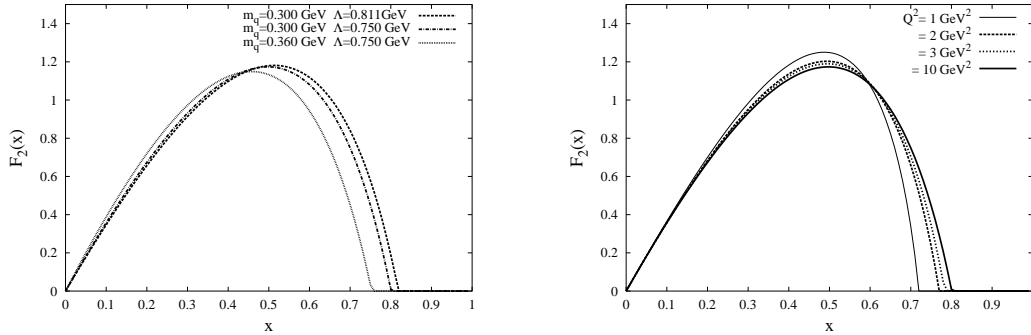 m_q=0.300 GeV Λ=0.811GeV
m_q=0.300 GeV Λ=0.750 GeV
m_q=0.360 GeV Λ=0.750 GeV
1.4
1.2
1
0.8
0.6
0.4
0.2
0
F_2(x)
0 0.1 0.2 0.3 0.4 0.5 0.6 0.7 0.8 0.9 1
x
Q^2= 1 GeV^2
= 2 GeV^2
= 3 GeV^2
= 10 GeV^2
1.4
1.2
1
0.8
0.6
0.4
0.2
0
F_2(x)
0 0.1 0.2 0.3 0.4 0.5 0.6 0.7 0.8 0.9
x